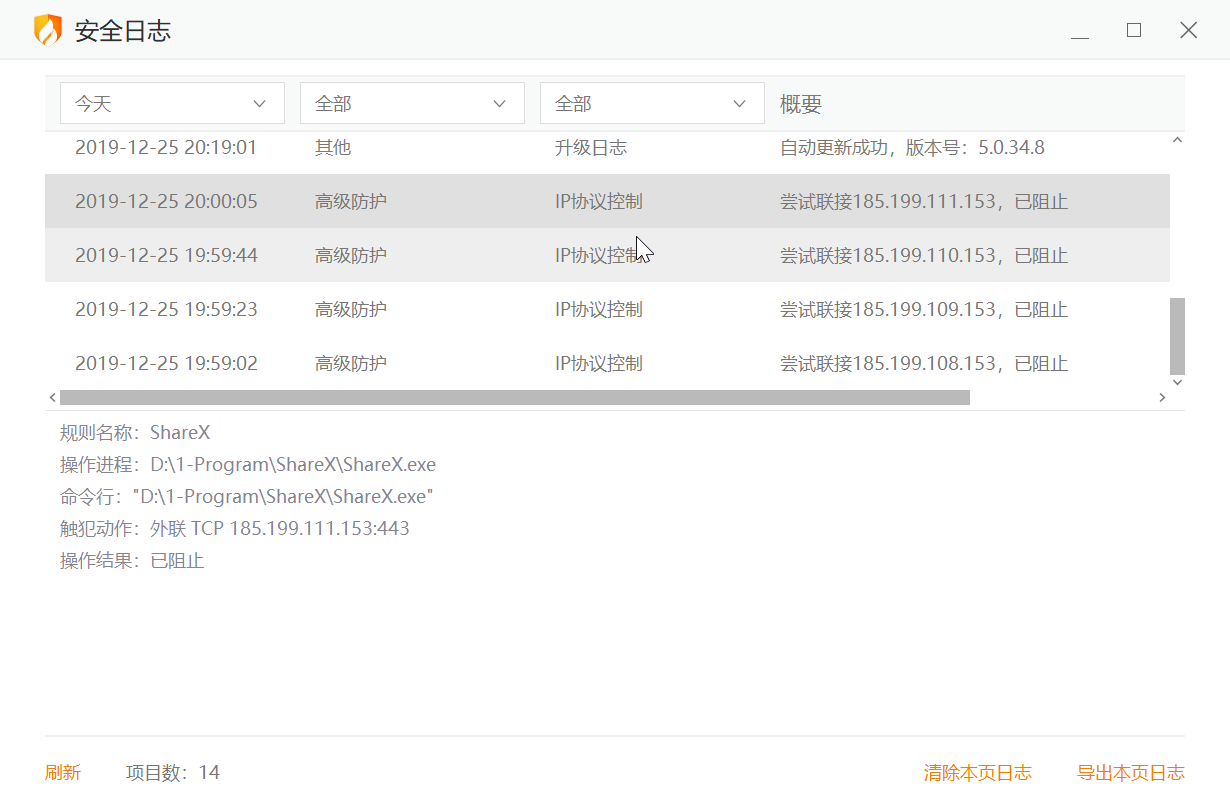 安全日志
今天 全部 全部 概要
2019-12-25 20:19:01 其他 升级日志 自动更新成功，版本号：5.0.34.8
2019-12-25 20:00:05 高级防护 IP协议控制 尝试联接185.199.111.153，已阻止
2019-12-25 19:59:44 高级防护 IP协议控制 尝试联接185.199.110.153，已阻止
2019-12-25 19:59:23 高级防护 IP协议控制 尝试联接185.199.109.153，已阻止
2019-12-25 19:59:02 高级防护 IP协议控制 尝试联接185.199.108.153，已阻止
规则名称：ShareX
操作进程：D:\1-Program\ShareX\ShareX.exe
命令行："D:\1-Program\ShareX\ShareX.exe"
触犯动作：外联 TCP 185.199.111.153:443
操作结果：已阻止
刷新 项目数：14 清除本页日志 导出本页日志